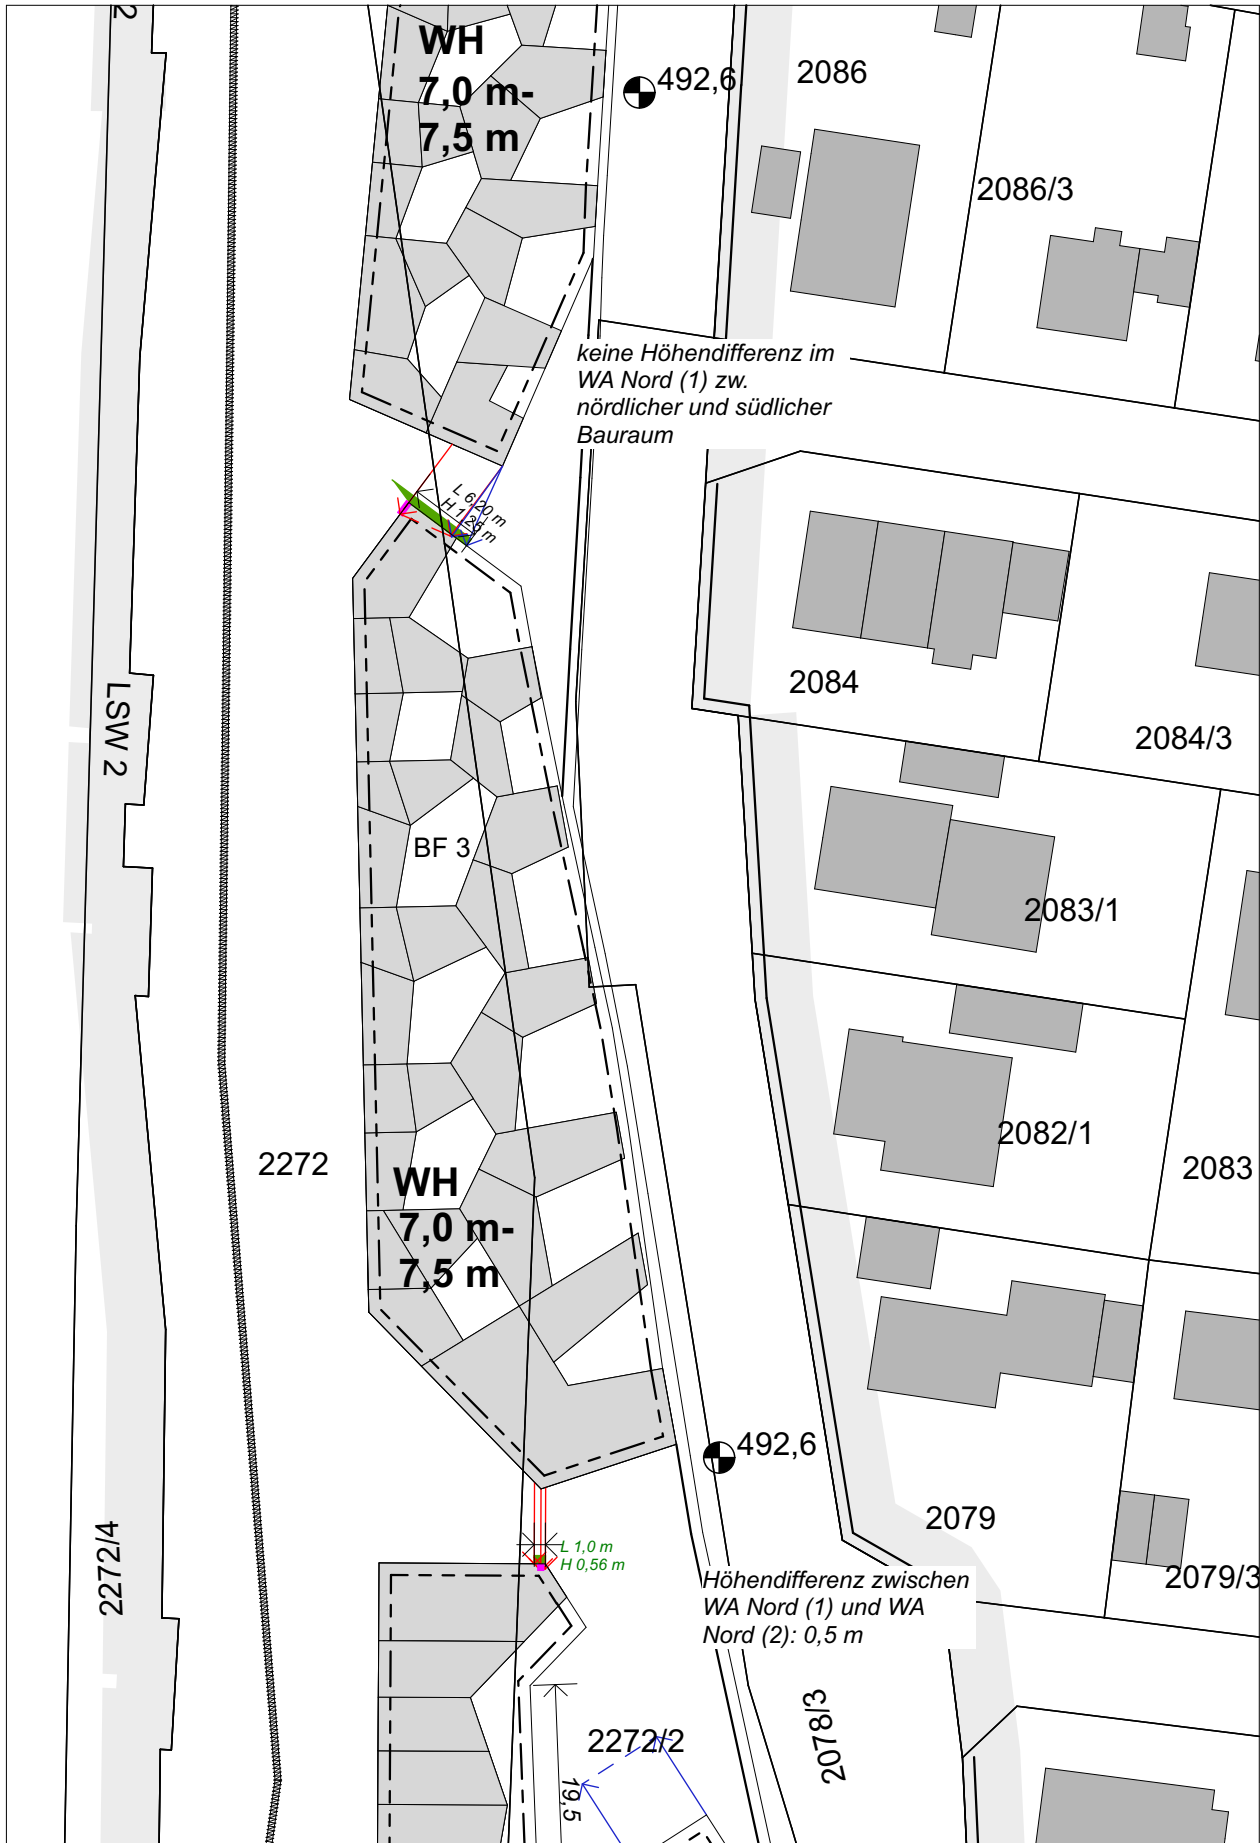 2
WH
7,0 m-
7,5 m
492,6
2086
2086/3
keine Höhendifferenz im
WA Nord (1) zw.
nördlicher und südlicher
Bauraum
L 6,20 m
H 1,25 m
2084
2084/3
LSW 2
BF 3
2083/1
2082/1
2083
2272
WH
7,0 m-
7,5 m
492,6
2079
2079/3
2272/4
L 1,0 m
H 0,56 m
Höhendifferenz zwischen
WA Nord (1) und WA
Nord (2): 0,5 m
2078/3
2272/2
19,5